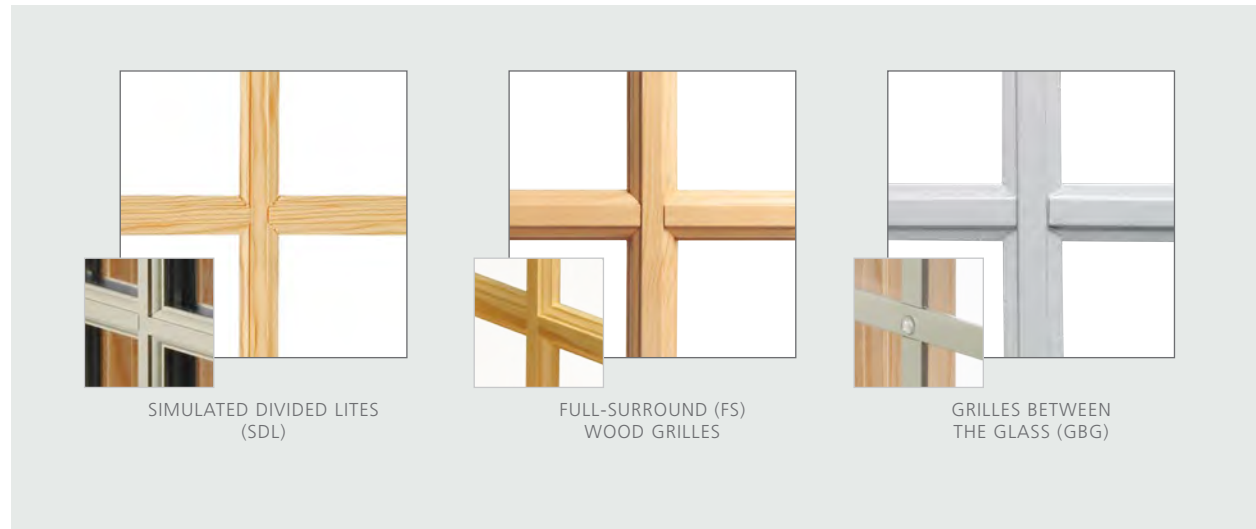 SIMULATED DIVIDED LITES
(SDL)
FULL-SURROUND (FS)
WOOD GRILLES
GRILLES BETWEEN
THE GLASS (GBG)